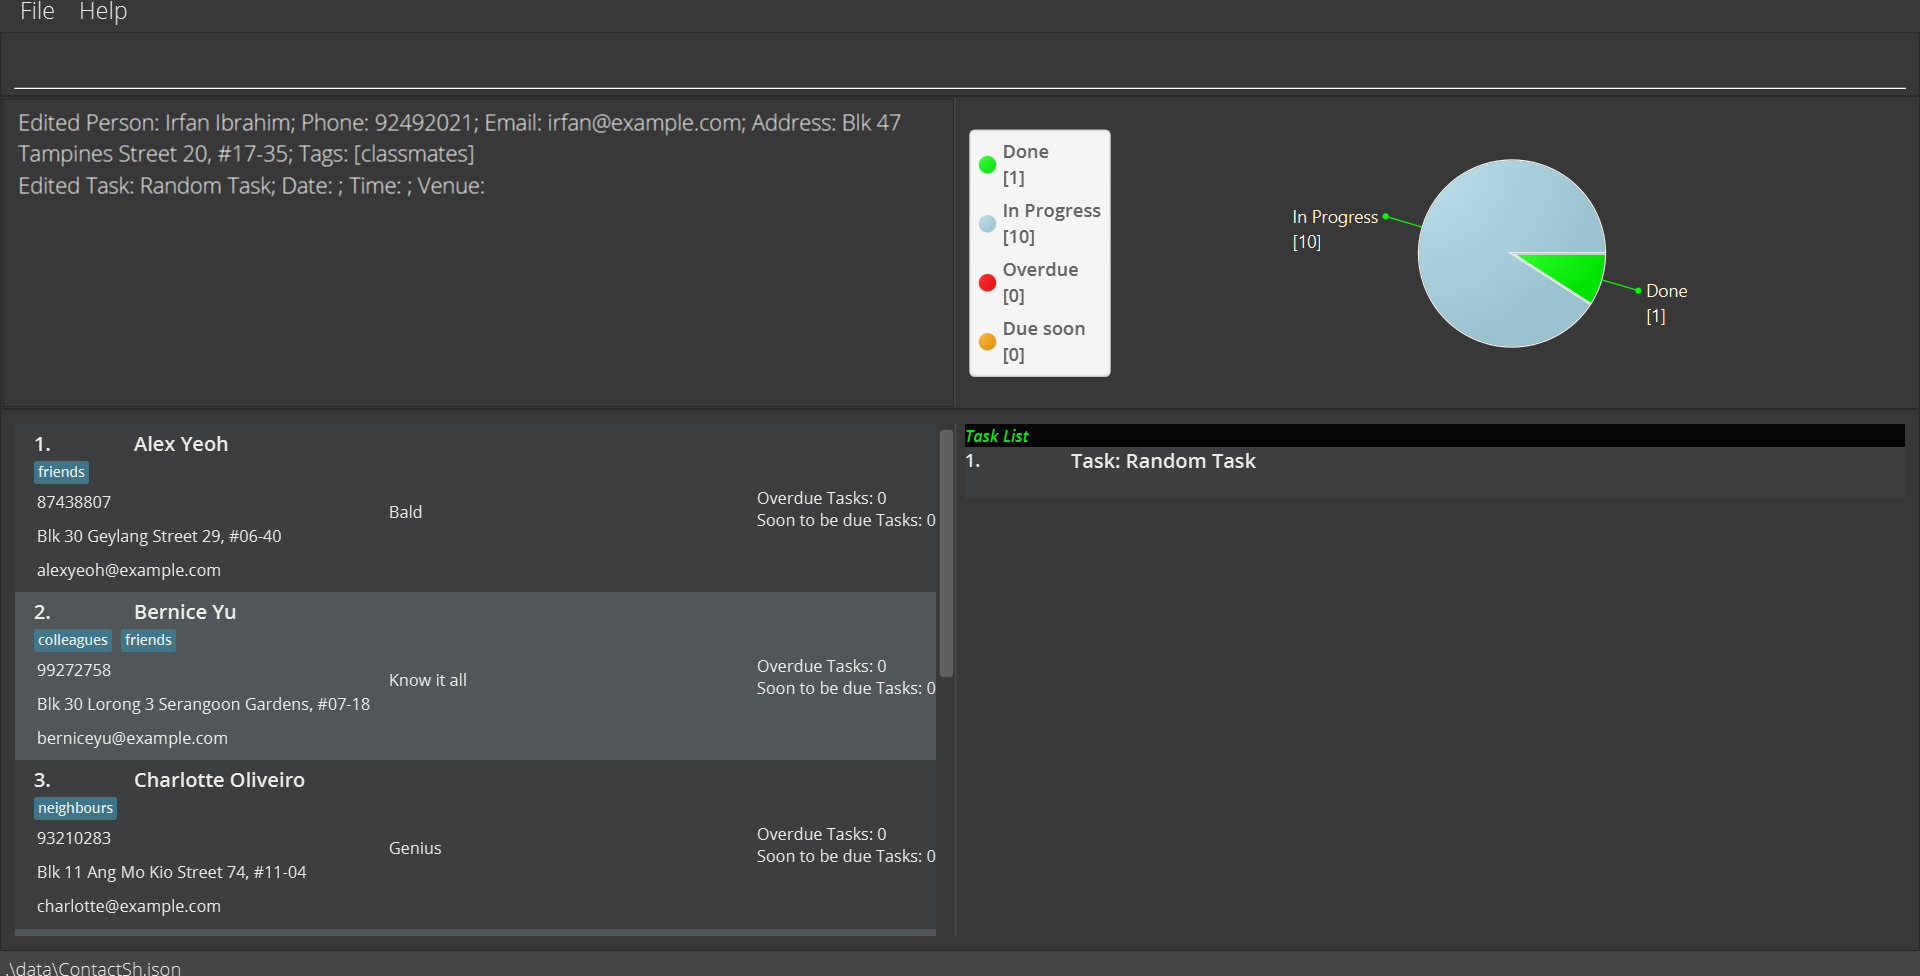 File Help
Edited Person: Irfan Ibrahim; Phone: 92492021; Email: irfan@example.com; Address: Blk 47
Tampines Street 20, #17-35; Tags: [classmates]
Edited Task: Random Task; Date: ; Time: ; Venue:
Done
[1]
In Progress
[10]
Overdue
[0]
Due soon
[0]
In Progress
[10]
Done
[1]
1. Alex Yeoh
friends
87438807
Blk 30 Geylang Street 29, #06-40
alexyeoh@example.com
Bald
Overdue Tasks: 0
Soon to be due Tasks: 0
2. Bernice Yu
colleagues friends
99272758
Blk 30 Lorong 3 Serangoon Gardens, #07-18
berniceyu@example.com
Know it all
Overdue Tasks: 0
Soon to be due Tasks: 0
3. Charlotte Oliveiro
neighbours
93210283
Blk 11 Ang Mo Kio Street 74, #11-04
charlotte@example.com
Genius
Overdue Tasks: 0
Soon to be due Tasks: 0
Task List
1. Task: Random Task
.\data\ContactSh.json